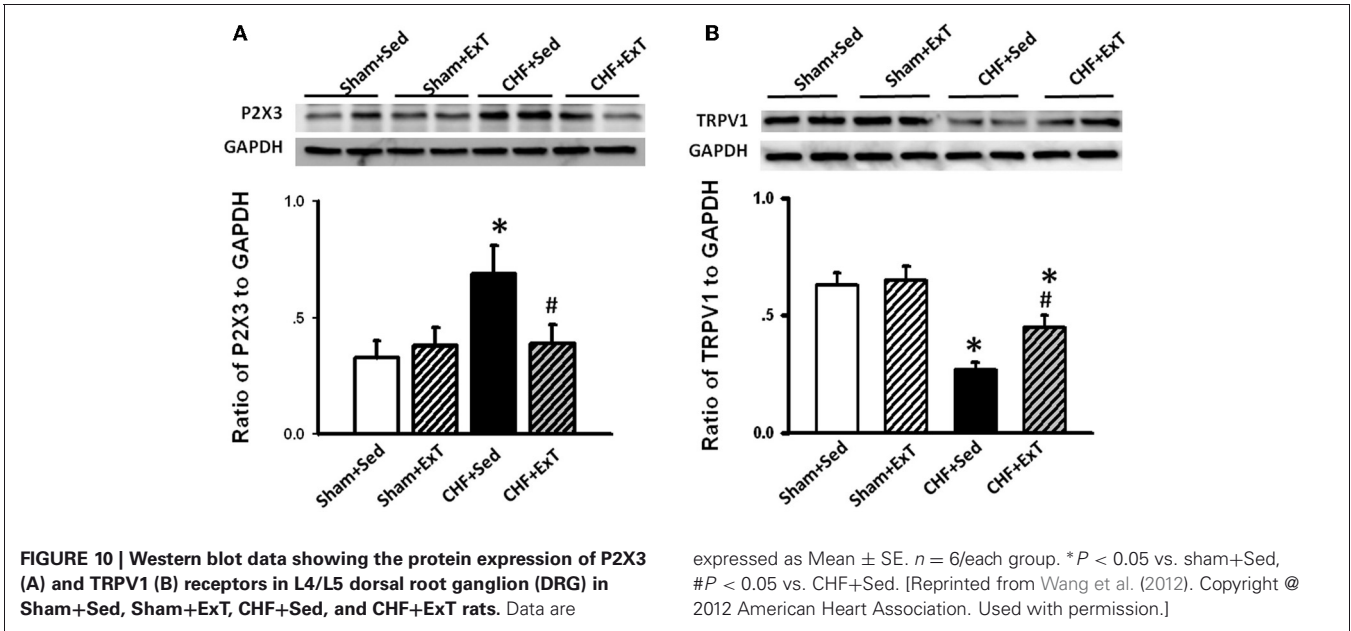 A
Sham+Sed
Sham+ExT
CHF+Sed
CHF+ExT
P2X3
GAPDH
Ratio of P2X3 to GAPDH
1.0
*
#
.5
0.0
Sham+Sed
Sham+ExT
CHF+Sed
CHF+ExT
B
Sham+Sed
Sham+ExT
CHF+Sed
CHF+ExT
TRPV1
GAPDH
Ratio of TRPV1 to GAPDH
1.0
*
#
.5
*
0.0
Sham+Sed
Sham+ExT
CHF+Sed
CHF+ExT
FIGURE 10 | Western blot data showing the protein expression of P2X3
(A) and TRPV1 (B) receptors in L4/L5 dorsal root ganglion (DRG) in
Sham+Sed, Sham+ExT, CHF+Sed, and CHF+ExT rats. Data are
expressed as Mean ± SE. n = 6/each group. *P < 0.05 vs. sham+Sed,
#P < 0.05 vs. CHF+Sed. [Reprinted from Wang et al. (2012). Copyright @
2012 American Heart Association. Used with permission.]